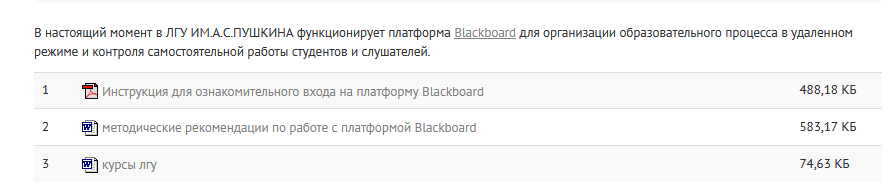 В настоящий момент в ЛГУ ИМ.А.С.ПУШКИНА функционирует платформа Blackboard для организации образовательного процесса в удаленном
режиме и контроля самостоятельной работы студентов и слушателей.
1 Инструкция для ознакомительного входа на платформу Blackboard 488,18 КБ
2 методические рекомендации по работе с платформой Blackboard 583,17 КБ
3 курсы лгу 74,63 КБ